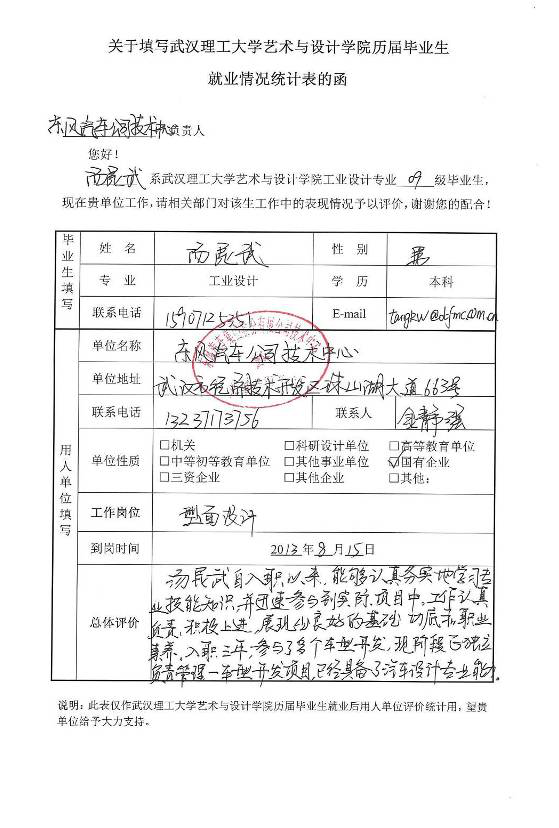 关于填写武汉理工大学艺术与设计学院历届毕业生
就业情况统计表的函
东风汽车公司技术中心负责人
您好！
汤昆武 系武汉理工大学艺术与设计学院工业设计专业 09 级毕业生，
现在贵单位工作，请相关部门对该生工作中的表现情况予以评价，谢谢您的配合！
毕业生填写
姓 名 汤昆武 性 别 男
专 业 工业设计 学 历 本科
联系电话 15907125351 E-mail
用人单位填写
单位名称 东风汽车公司技术中心
单位地址 武汉市经济技术开发区珠山湖大道663号
联系电话 13237173756 联系人 金静强
单位性质 □机关 □科研设计单位 □高等教育单位
□中等初等教育单位 □其他事业单位 ☑国有企业
□三资企业 □其他企业 □其他：
工作岗位 型面设计
到岗时间 2013年8月15日
总体评价
汤昆武自入职以来，能够认真务实地学习专
业技能知识，并迅速参与到实际项目中。工作认真
负责，积极上进，展现出良好的基础功底和职业
素养。入职三年，参与了多个车型开发，现阶段已独立
负责管理一车型开发项目，已经具备了汽车设计专业能力。
说明：此表仅作武汉理工大学艺术与设计学院历届毕业生就业后用人单位评价统计用，望贵
单位给予大力支持。